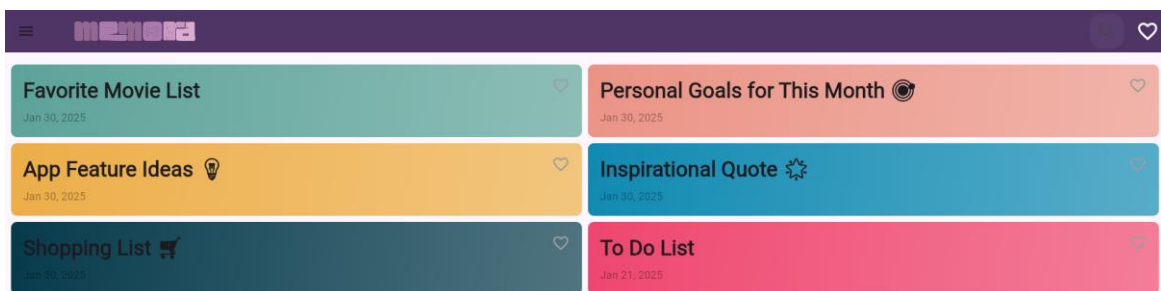 memora
Favorite Movie List
Jan 30, 2025
Personal Goals for This Month
Jan 30, 2025
App Feature Ideas
Jan 30, 2025
Inspirational Quote
Jan 30, 2025
Shopping List
Jan 30, 2025
To Do List
Jan 21, 2025